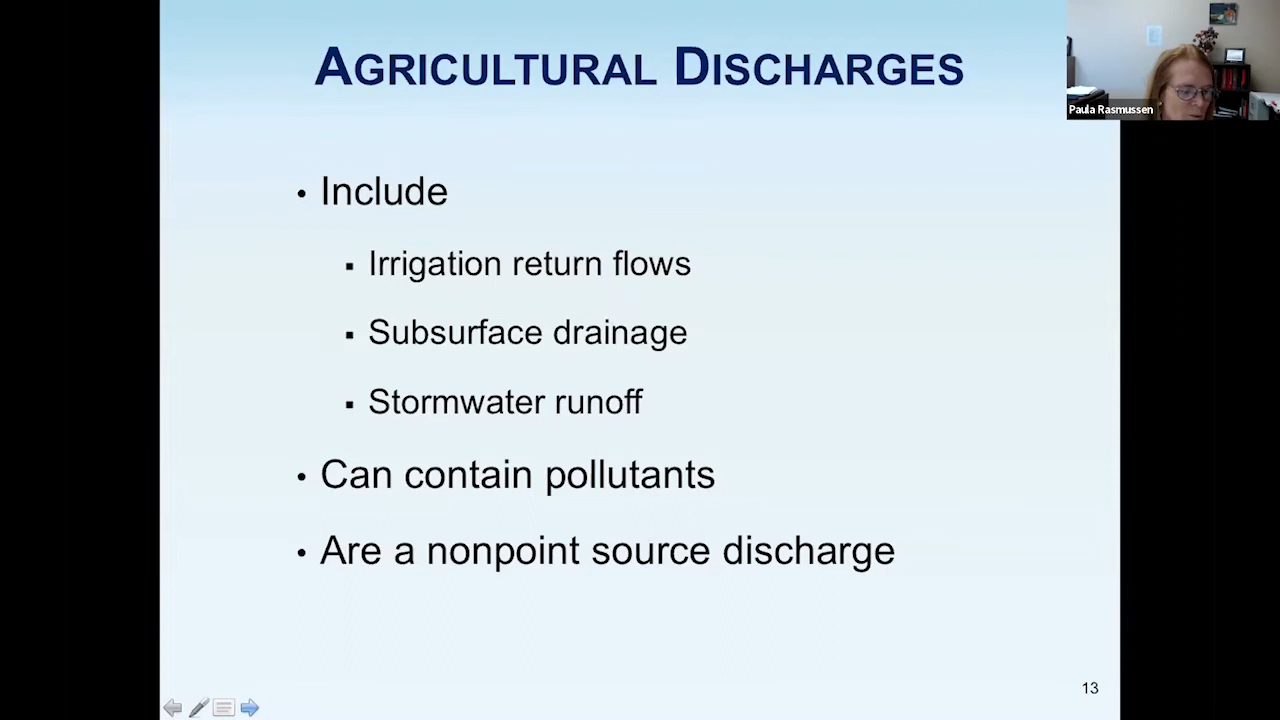 AGRICULTURAL DISCHARGES
Paula Rasmussen
• Include
▪ Irrigation return flows
▪ Subsurface drainage
▪ Stormwater runoff
• Can contain pollutants
• Are a nonpoint source discharge
13